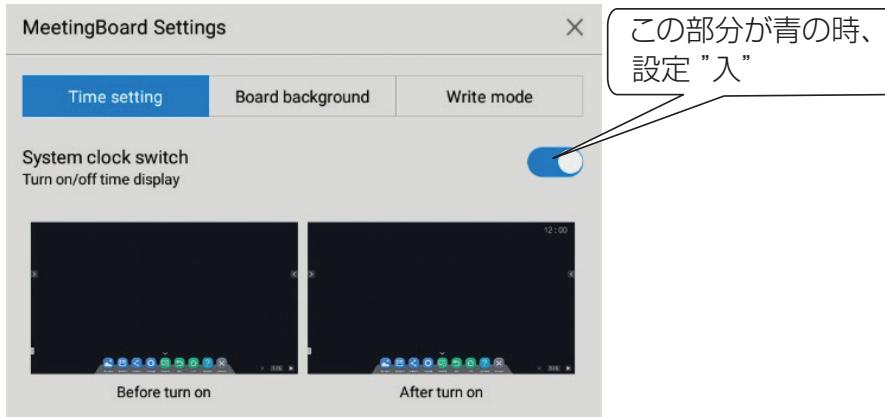 MeetingBoard Settings
この部分が青の時、
設定 ”入”
Time setting
Board background
Write mode
System clock switch
Turn on/off time display
12:00
Before turn on
After turn on